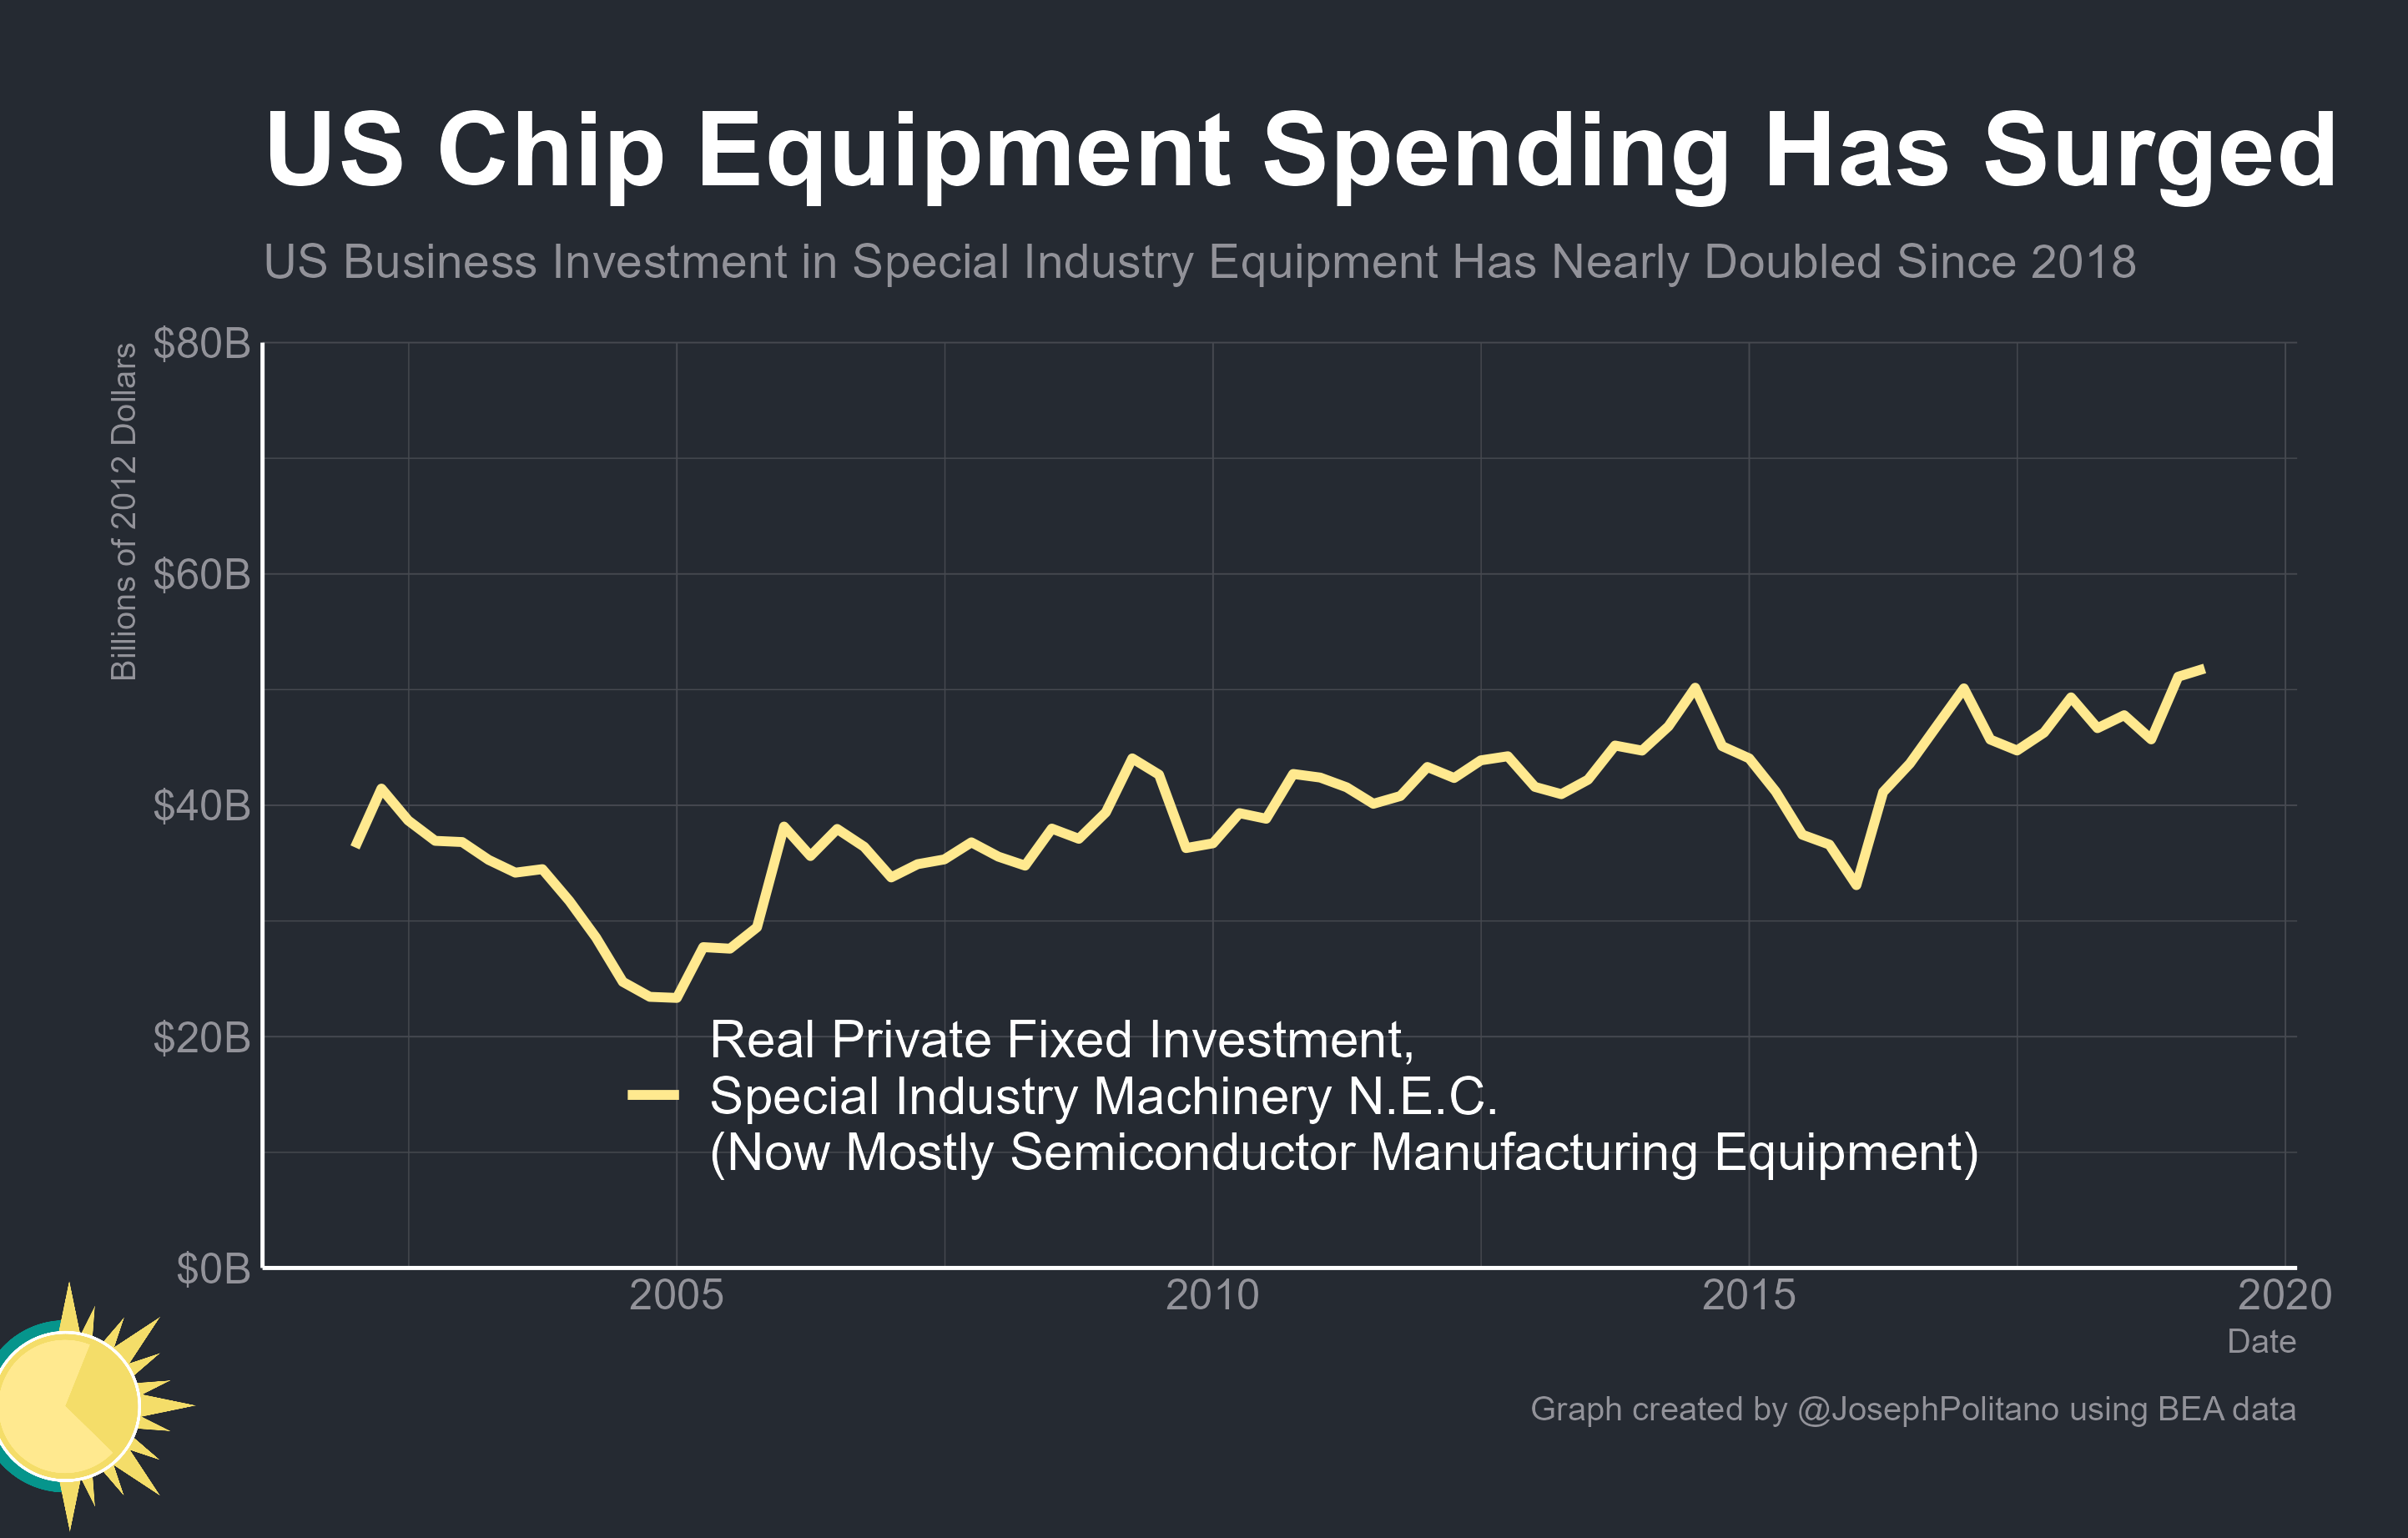 US Chip Equipment Spending Has Surged
US Business Investment in Special Industry Equipment Has Nearly Doubled Since 2018
Billions of 2012 Dollars
$80B
$60B
$40B
$20B
$0B
Real Private Fixed Investment,
Special Industry Machinery N.E.C.
(Now Mostly Semiconductor Manufacturing Equipment)
2005
2010
2015
2020
Date
Graph created by @JosephPolitano using BEA data